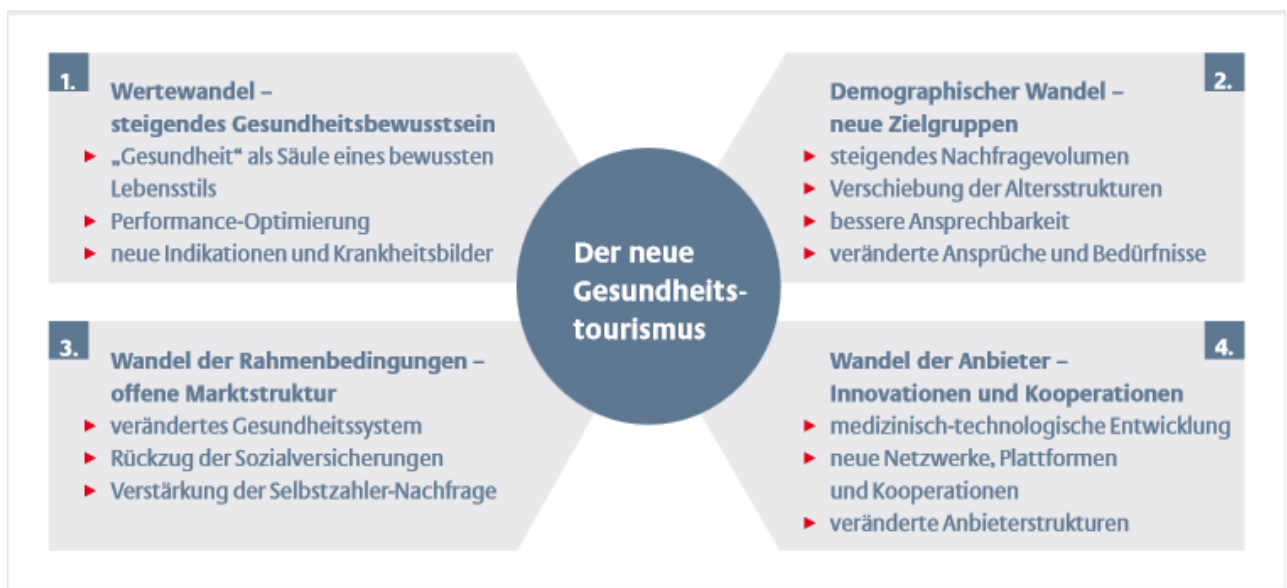 1.
Wertewandel –
steigendes Gesundheitsbewusstsein
„Gesundheit“ als Säule eines bewussten
Lebensstils
Performance-Optimierung
neue Indikationen und Krankheitsbilder
2.
Demographischer Wandel –
neue Zielgruppen
steigendes Nachfragevolumen
Verschiebung der Altersstrukturen
bessere Ansprechbarkeit
veränderte Ansprüche und Bedürfnisse
Der neue
Gesundheits-
tourismus
3.
Wandel der Rahmenbedingungen –
offene Marktstruktur
verändertes Gesundheitssystem
Rückzug der Sozialversicherungen
Verstärkung der Selbstzahler-Nachfrage
4.
Wandel der Anbieter –
Innovationen und Kooperationen
medizinisch-technologische Entwicklung
neue Netzwerke, Plattformen
und Kooperationen
veränderte Anbieterstrukturen